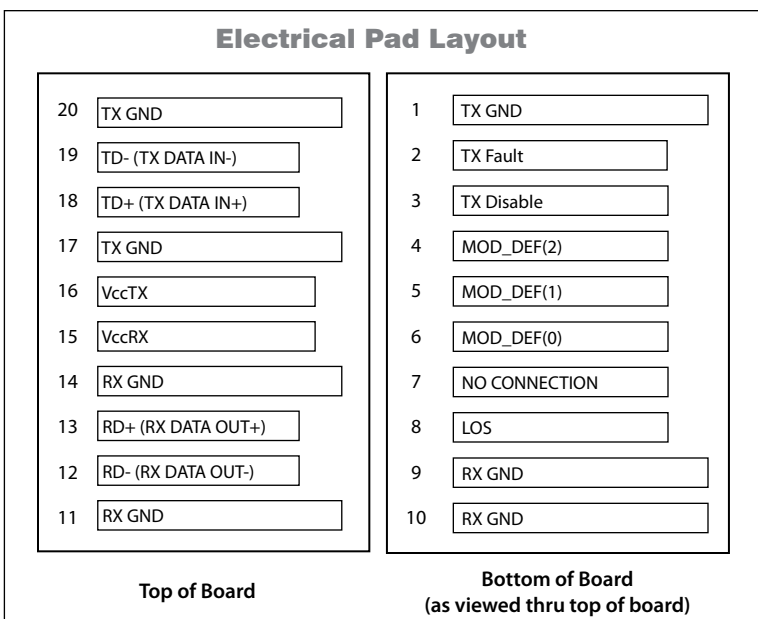 Electrical Pad Layout
20 TX GND
19 TD- (TX DATA IN-)
18 TD+ (TX DATA IN+)
17 TX GND
16 VccTX
15 VccRX
14 RX GND
13 RD+ (RX DATA OUT+)
12 RD- (RX DATA OUT-)
11 RX GND
Top of Board
1 TX GND
2 TX Fault
3 TX Disable
4 MOD_DEF(2)
5 MOD_DEF(1)
6 MOD_DEF(0)
7 NO CONNECTION
8 LOS
9 RX GND
10 RX GND
Bottom of Board
(as viewed thru top of board)